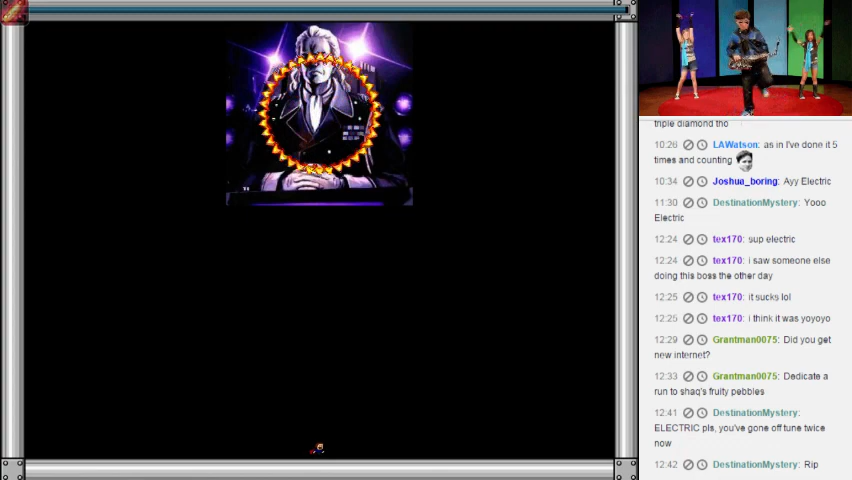 triple diamond tho
10:26 LAWatson: as in I've done it 5
times and counting
10:34 Joshua_boring: Ayy Electric
11:30 DestinationMystery: Yooo
Electric
12:24 tex170: sup electric
12:24 tex170: i saw someone else
doing this boss the other day
12:25 tex170: it sucks lol
12:25 tex170: i think it was yoyoyo
12:29 Grantman0075: Did you get
new internet?
12:33 Grantman0075: Dedicate a
run to shaq's fruity pebbles
12:41 DestinationMystery:
ELECTRIC pls, you've gone off tune twice
now
12:42 DestinationMystery: Rip